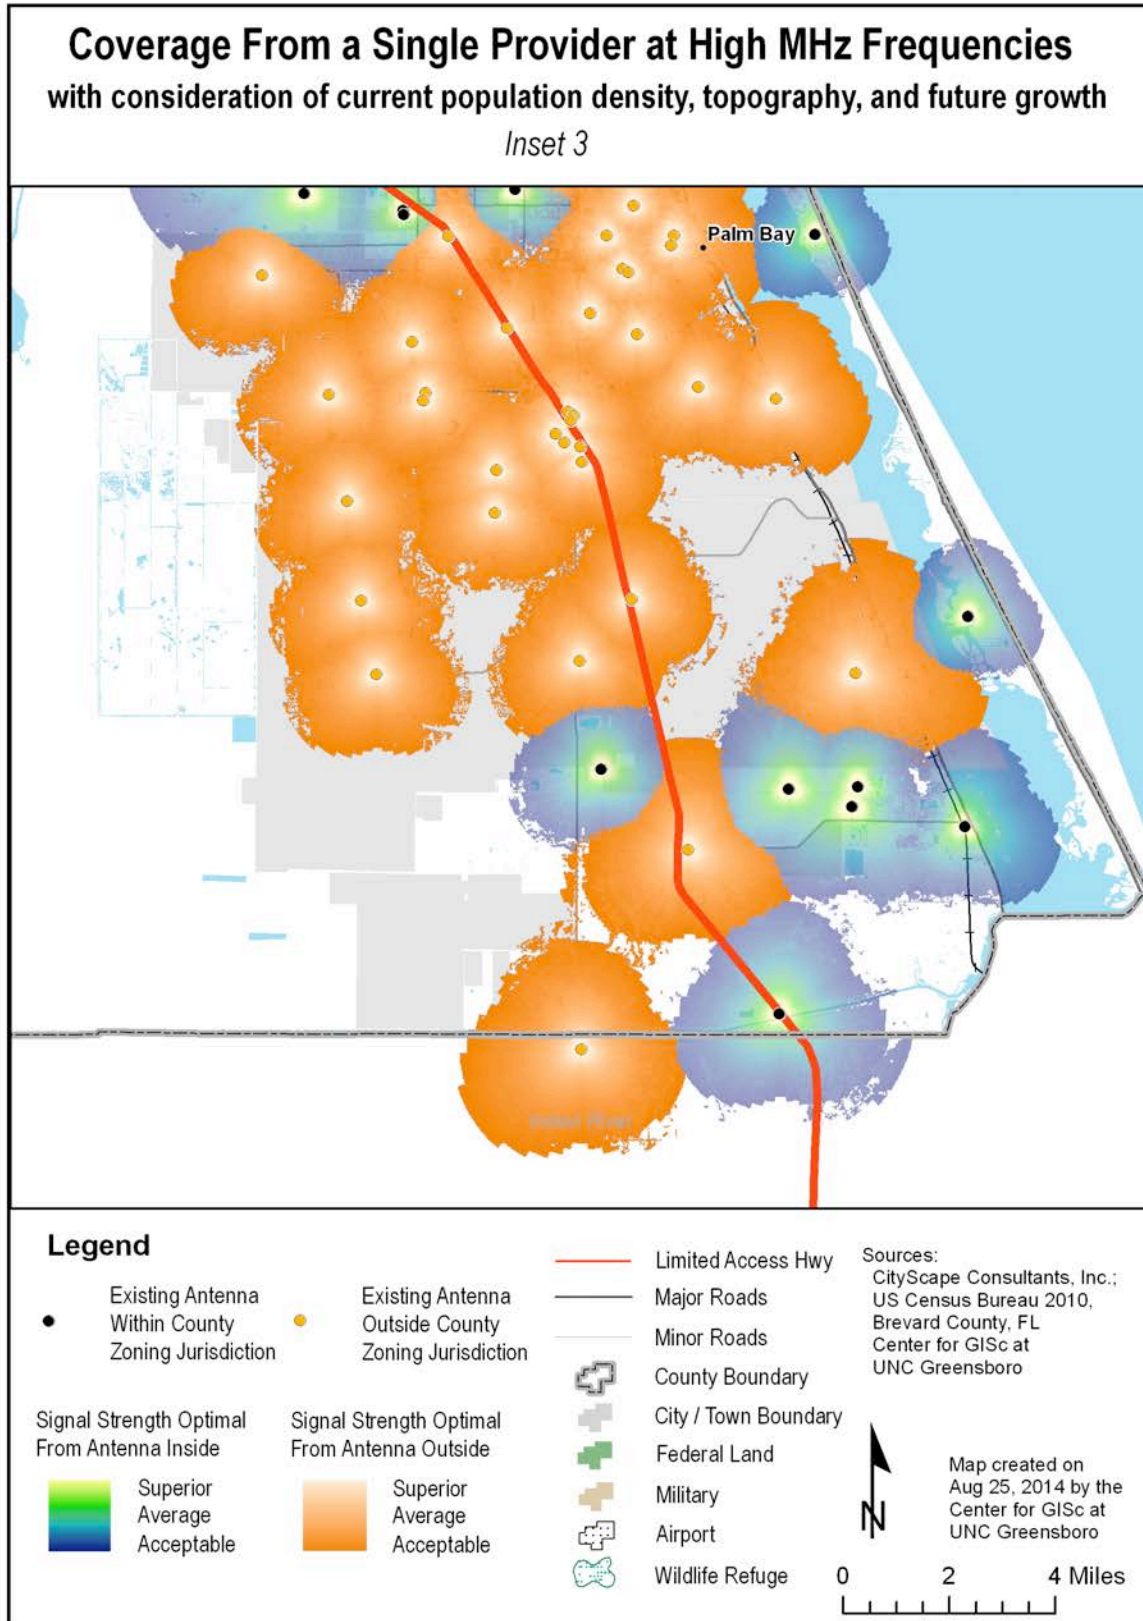 Coverage From a Single Provider at High MHz Frequencies
with consideration of current population density, topography, and future growth
Inset 3
Palm Bay
Indian River
Legend
Existing Antenna
Within County
Zoning Jurisdiction
Existing Antenna
Outside County
Zoning Jurisdiction
Signal Strength Optimal
From Antenna Inside
Superior
Average
Acceptable
Signal Strength Optimal
From Antenna Outside
Superior
Average
Acceptable
Limited Access Hwy
Major Roads
Minor Roads
County Boundary
City / Town Boundary
Federal Land
Military
Airport
Wildlife Refuge
Sources:
CityScape Consultants, Inc.;
US Census Bureau 2010,
Brevard County, FL
Center for GISc at
UNC Greensboro
N
Map created on
Aug 25, 2014 by the
Center for GISc at
UNC Greensboro
0 2 4 Miles